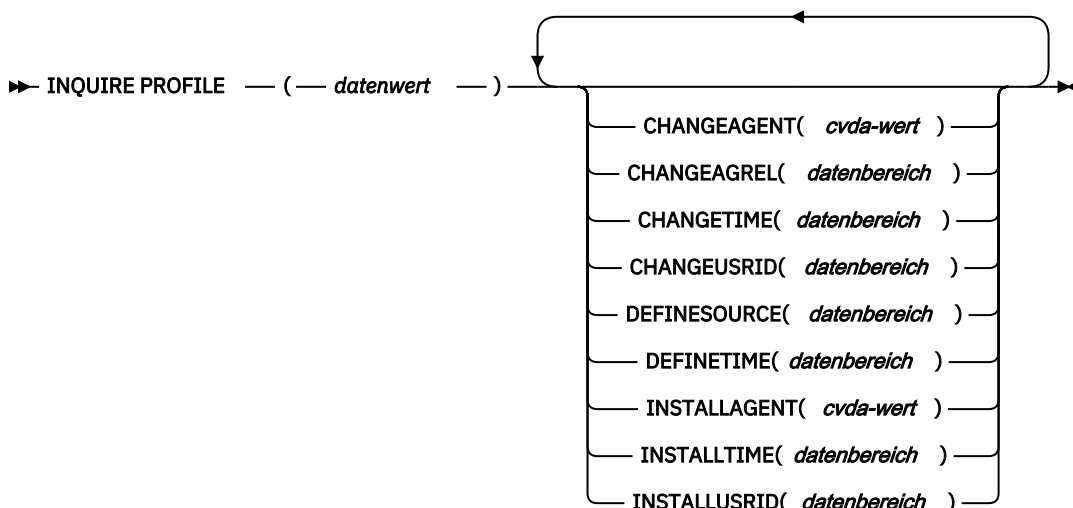 INQUIRE PROFILE ( datenwert )
CHANGEAGENT( cvda-wert )
CHANGEAGREL( datenbereich )
CHANGETIME( datenbereich )
CHANGEUSRID( datenbereich )
DEFINESOURCE( datenbereich )
DEFINETIME( datenbereich )
INSTALLAGENT( cvda-wert )
INSTALLTIME( datenbereich )
INSTALLUSRID( datenbereich )